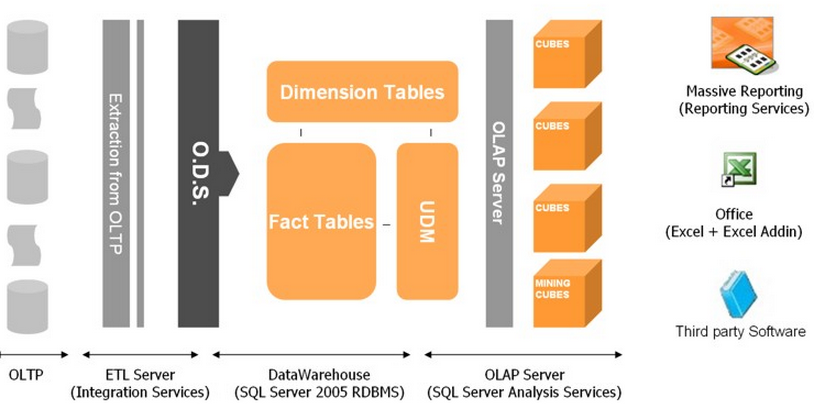 Extraction from OLTP
O.D.S.
Dimension Tables
Fact Tables
UDM
OLAP Server
CUBES
CUBES
CUBES
MINING
CUBES
Massive Reporting
(Reporting Services)
Office
(Excel + Excel Addin)
Third party Software
OLTP
ETL Server
(Integration Services)
DataWarehouse
(SQL Server 2005 RDBMS)
OLAP Server
(SQL Server Analysis Services)